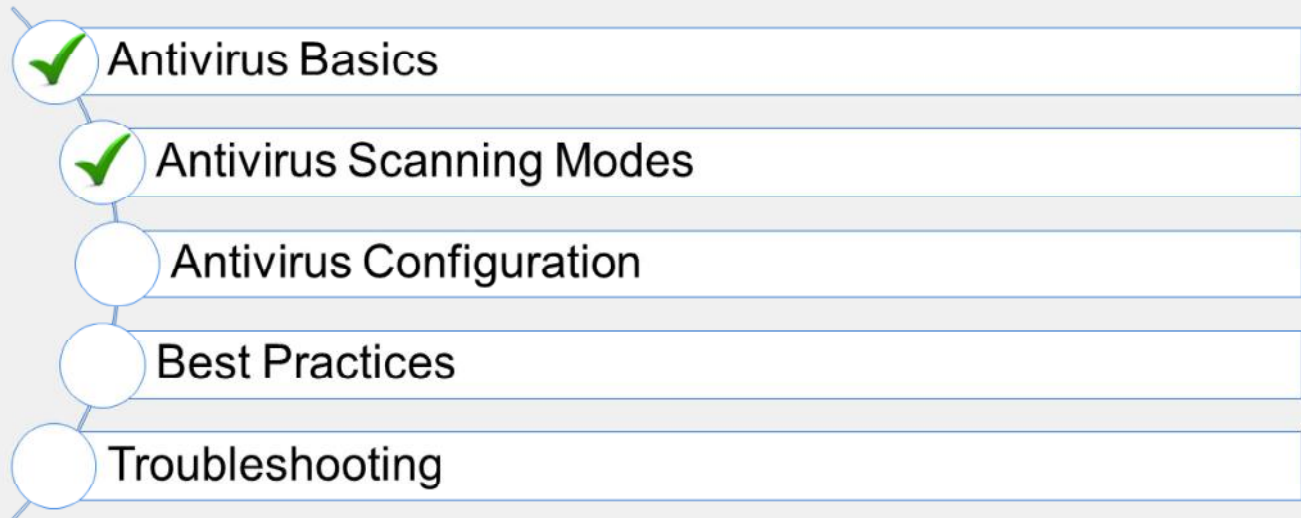 Antivirus Basics
Antivirus Scanning Modes
Antivirus Configuration
Best Practices
Troubleshooting